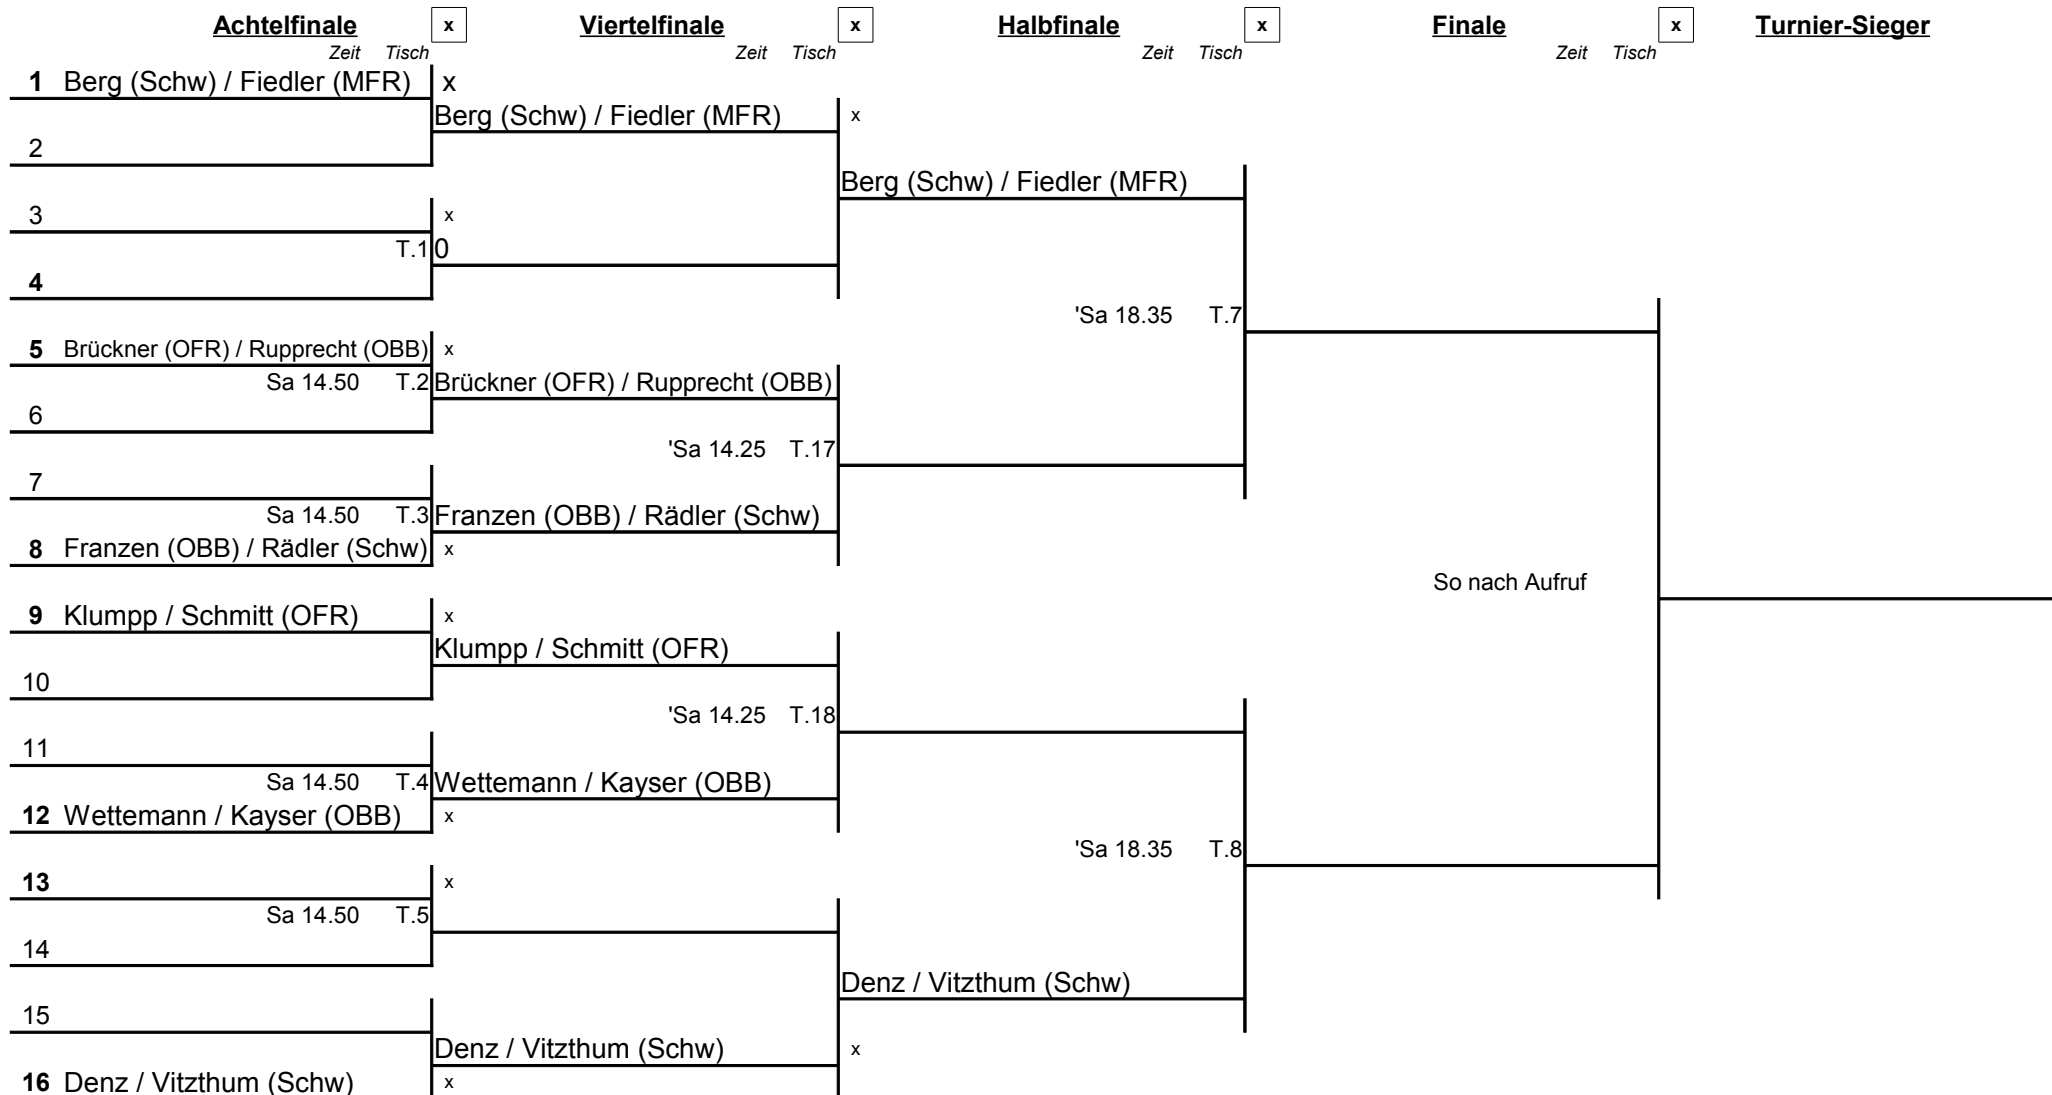 Achtelfinale x Viertelfinale x Halbfinale x Finale x Turnier-Sieger
Zeit Tisch Zeit Tisch Zeit Tisch Zeit Tisch
1 Berg (Schw) / Fiedler (MFR) x
Berg (Schw) / Fiedler (MFR) x
2
Berg (Schw) / Fiedler (MFR)
3 x
T.1 0
4
'Sa 18.35 T.7
5 Brückner (OFR) / Rupprecht (OBB) x
Sa 14.50 T.2 Brückner (OFR) / Rupprecht (OBB)
6
'Sa 14.25 T.17
7
Sa 14.50 T.3 Franzen (OBB) / Rädler (Schw)
8 Franzen (OBB) / Rädler (Schw) x
So nach Aufruf
9 Klumpp / Schmitt (OFR) x
Klumpp / Schmitt (OFR)
10
'Sa 14.25 T.18
11
Sa 14.50 T.4 Wettemann / Kayser (OBB)
12 Wettemann / Kayser (OBB) x
'Sa 18.35 T.8
13 x
Sa 14.50 T.5
14
Denz / Vitzthum (Schw)
15
Denz / Vitzthum (Schw) x
16 Denz / Vitzthum (Schw) x